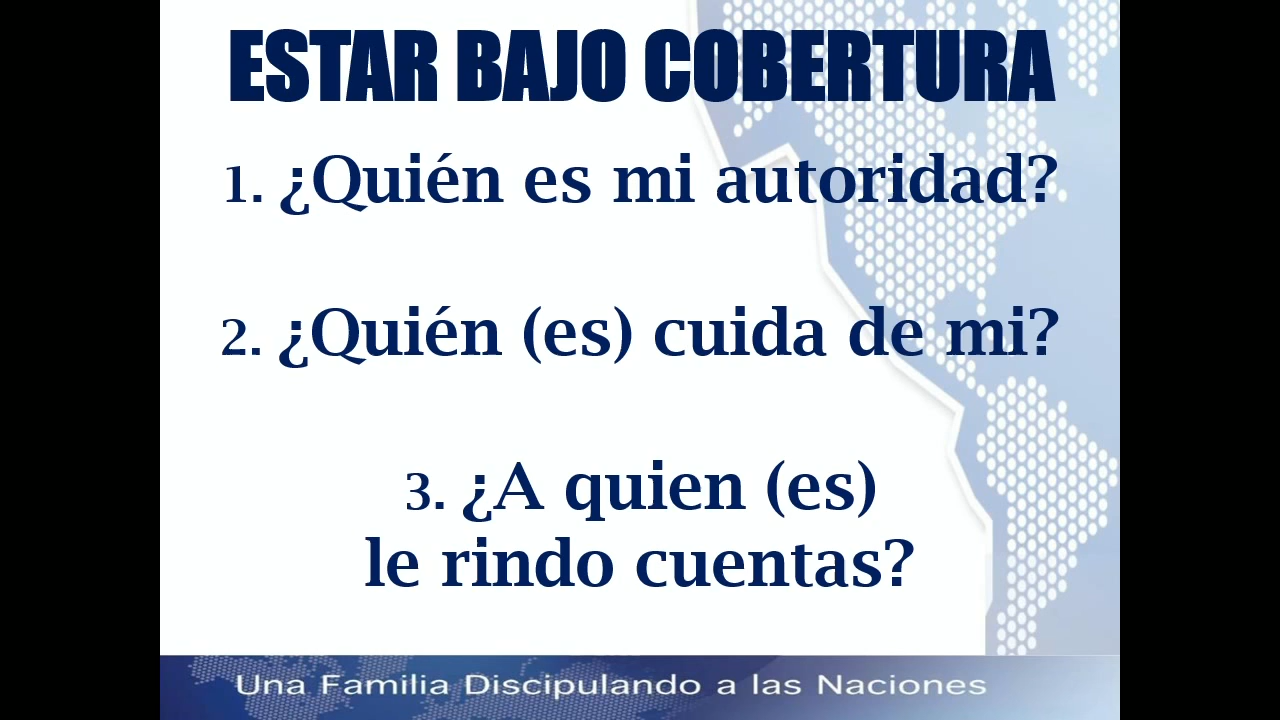 ESTAR BAJO COBERTURA
1. ¿Quién es mi autoridad?
2. ¿Quién (es) cuida de mi?
3. ¿A quien (es)
le rindo cuentas?
Una Familia Discipulando a las Naciones